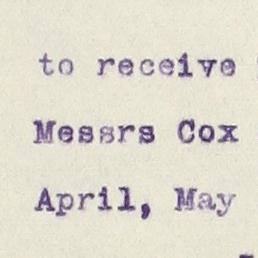 to receive
Messrs Cox
April, May